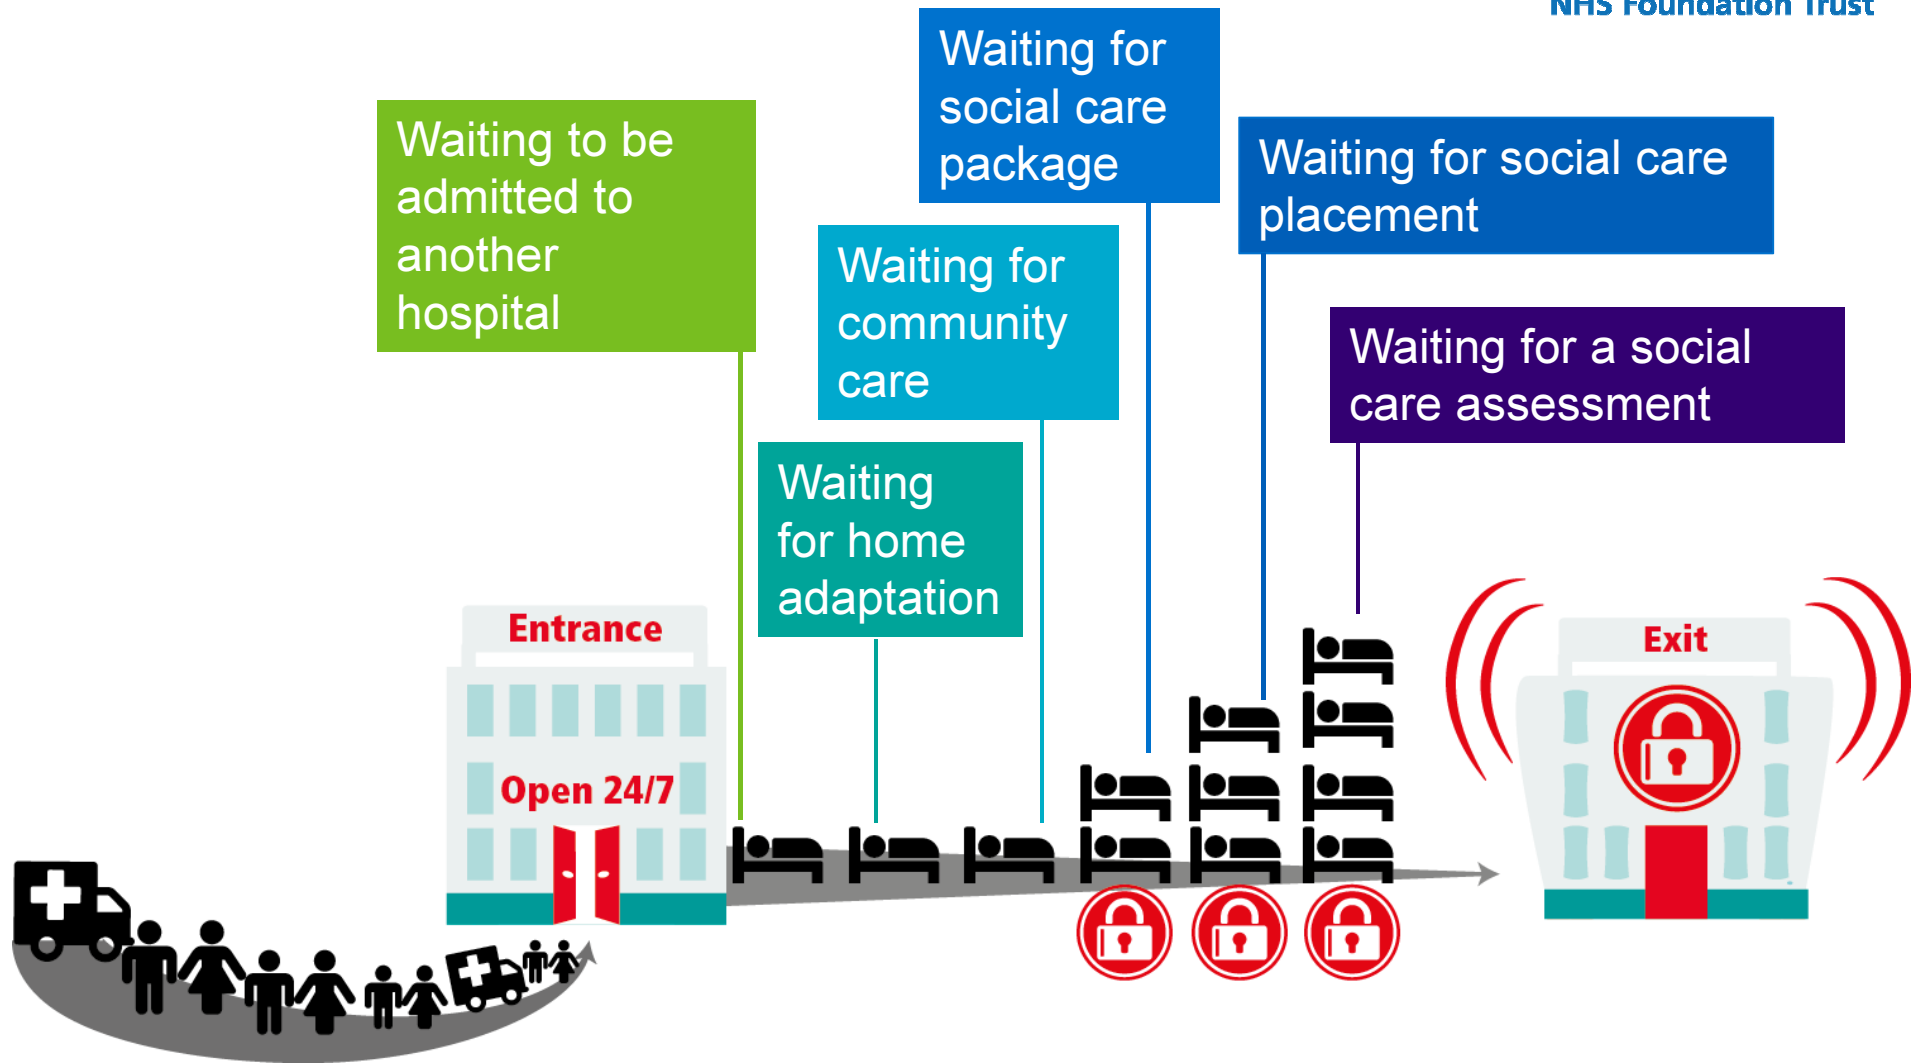 NHS Foundation Trust
Waiting for
social care
package
Waiting to be
admitted to
another
hospital
Waiting for social care
placement
Waiting for
community
care
Waiting for a social
care assessment
Waiting
for home
adaptation
Entrance
Open 24/7
Exit